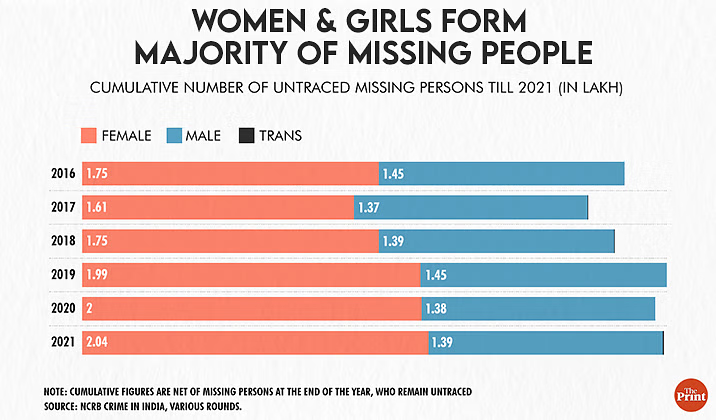 WOMEN & GIRLS FORM
MAJORITY OF MISSING PEOPLE
CUMULATIVE NUMBER OF UNTRACED MISSING PERSONS TILL 2021 (IN LAKH)
FEMALE MALE TRANS
2016 1.75 1.45
2017 1.61 1.37
2018 1.75 1.39
2019 1.99 1.45
2020 2 1.38
2021 2.04 1.39
NOTE: CUMULATIVE FIGURES ARE NET OF MISSING PERSONS AT THE END OF THE YEAR, WHO REMAIN UNTRACED
SOURCE: NCRB CRIME IN INDIA, VARIOUS ROUNDS.
The
Print